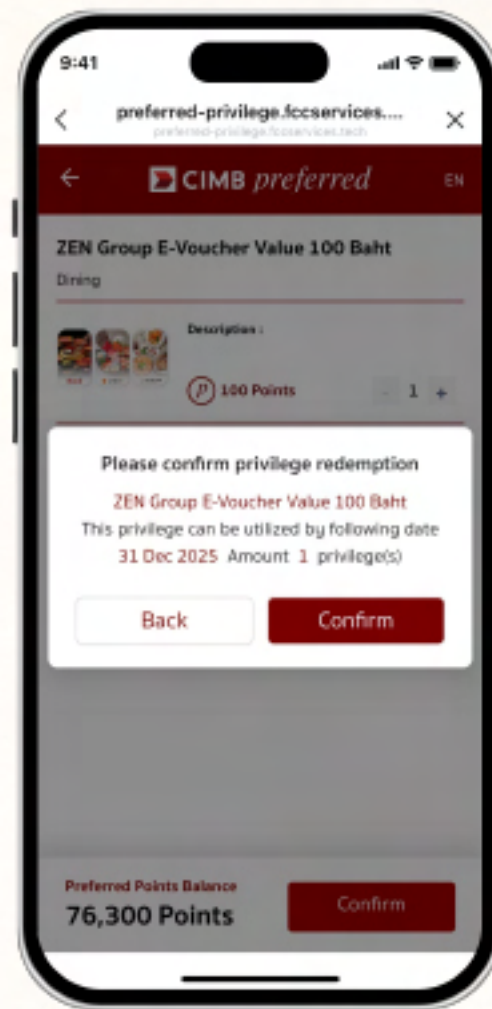 9:41
preferred-privilege.fccservices....
preferred-privilege.fccservices.tech
CIMB preferred
EN
ZEN Group E-Voucher Value 100 Baht
Dining
Description :
P 100 Points
- 1 +
Please confirm privilege redemption
ZEN Group E-Voucher Value 100 Baht
This privilege can be utilized by following date
31 Dec 2025 Amount 1 privilege(s)
Back
Confirm
Preferred Points Balance
76,300 Points
Confirm